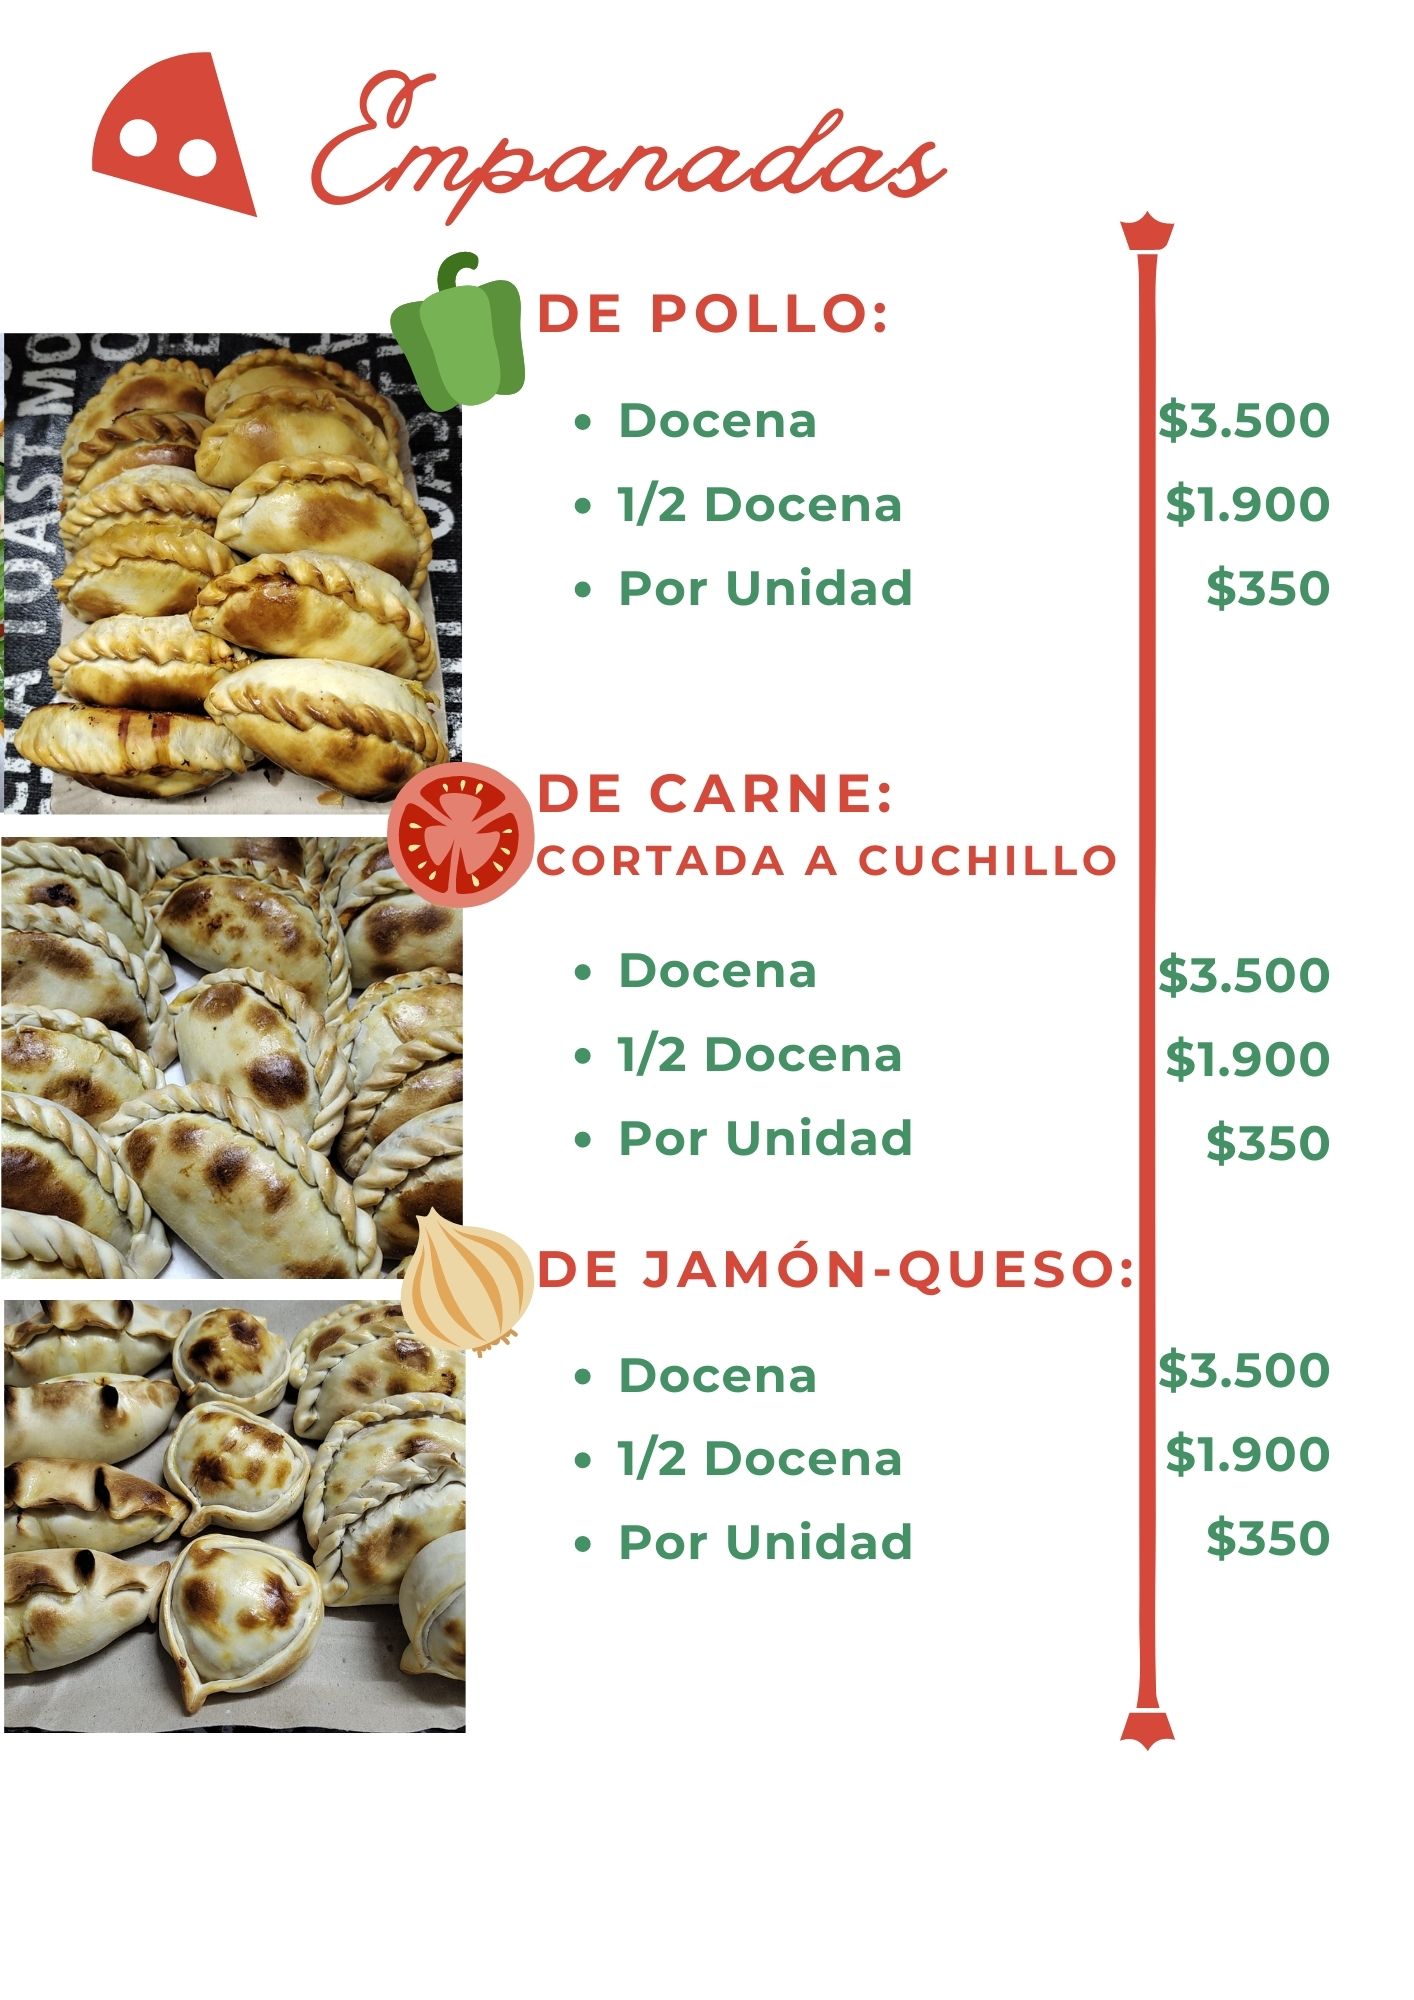 Empanadas
DE POLLO:
• Docena $3.500
• 1/2 Docena $1.900
• Por Unidad $350
DE CARNE:
CORTADA A CUCHILLO
• Docena $3.500
• 1/2 Docena $1.900
• Por Unidad $350
DE JAMÓN-QUESO:
• Docena $3.500
• 1/2 Docena $1.900
• Por Unidad $350